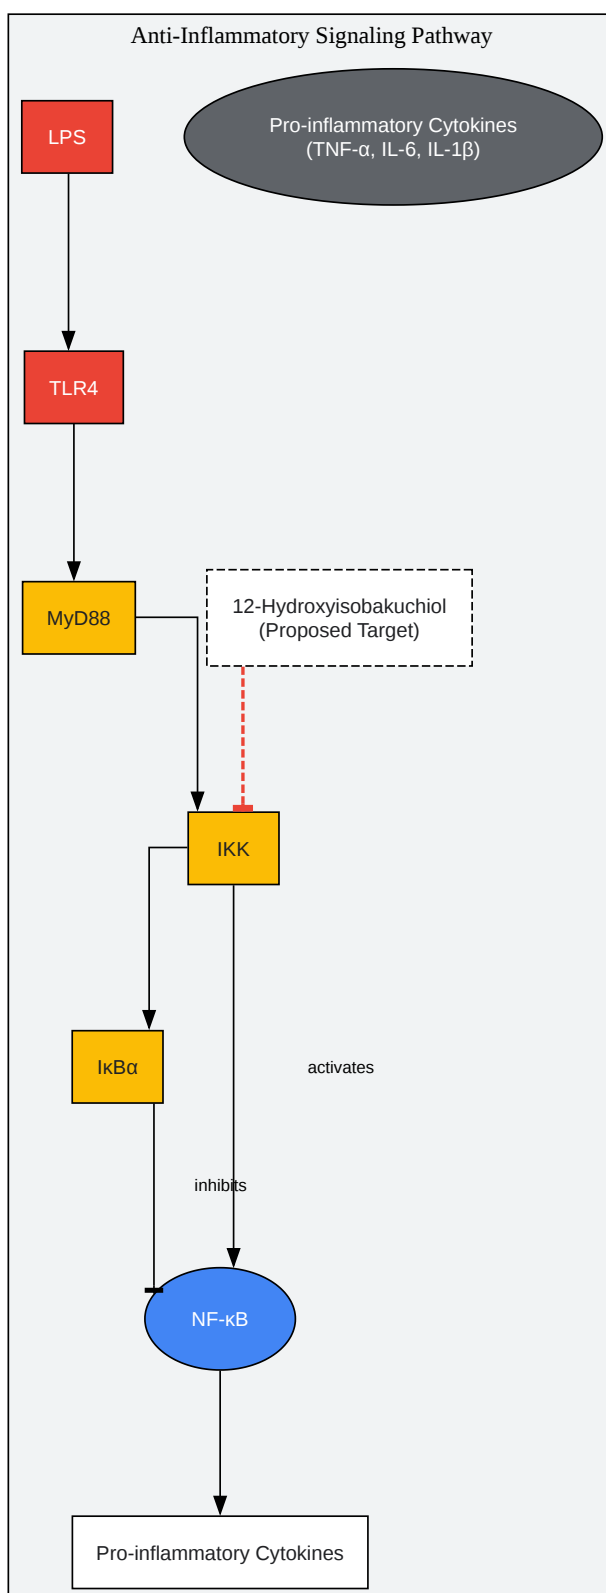 Anti-Inflammatory Signaling Pathway
LPS
Pro-inflammatory Cytokines
(TNF-α, IL-6, IL-1β)
TLR4
MyD88
12-Hydroxyisobakuchiol
(Proposed Target)
IKK
IκBα
activates
inhibits
NF-κB
Pro-inflammatory Cytokines